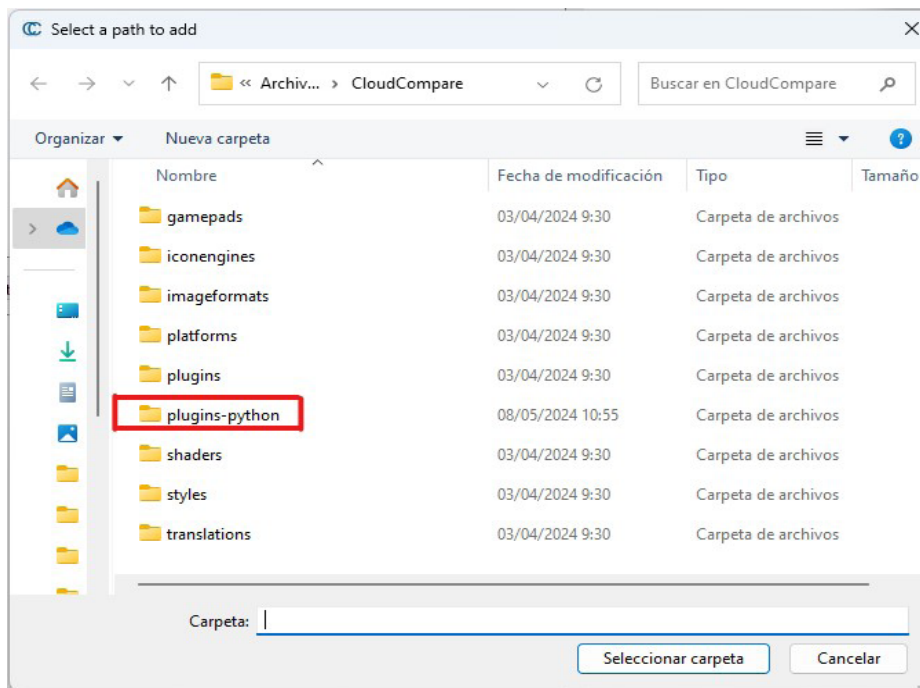 Select a path to add
« Archiv... › CloudCompare
Buscar en CloudCompare
Organizar
Nueva carpeta
Nombre Fecha de modificación Tipo Tamaño
gamepads 03/04/2024 9:30 Carpeta de archivos
iconengines 03/04/2024 9:30 Carpeta de archivos
imageformats 03/04/2024 9:30 Carpeta de archivos
platforms 03/04/2024 9:30 Carpeta de archivos
plugins 03/04/2024 9:30 Carpeta de archivos
plugins-python 08/05/2024 10:55 Carpeta de archivos
shaders 03/04/2024 9:30 Carpeta de archivos
styles 03/04/2024 9:30 Carpeta de archivos
translations 03/04/2024 9:30 Carpeta de archivos
Carpeta:
Seleccionar carpeta Cancelar